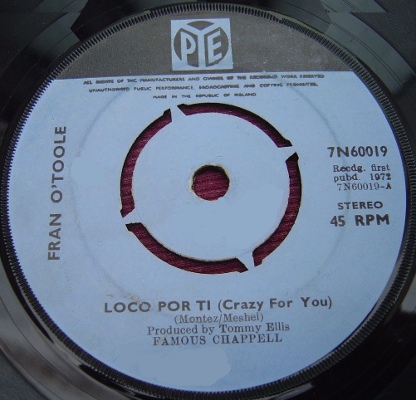 PYE
ALL RIGHTS OF THE MANUFACTURERS AND OWNER OF THE RECORDED WORK RESERVED
UNAUTHORISED PUBLIC PERFORMANCE, BROADCASTING AND COPYING PROHIBITED.
MADE IN THE REPUBLIC OF IRELAND
FRAN O'TOOLE
7N60019
Recdg. first
pubd. 1972
7N60019-A
STEREO
45 RPM
LOCO POR TI (Crazy For You)
(Montez/Meshel)
Produced by Tommy Ellis
FAMOUS CHAPPELL